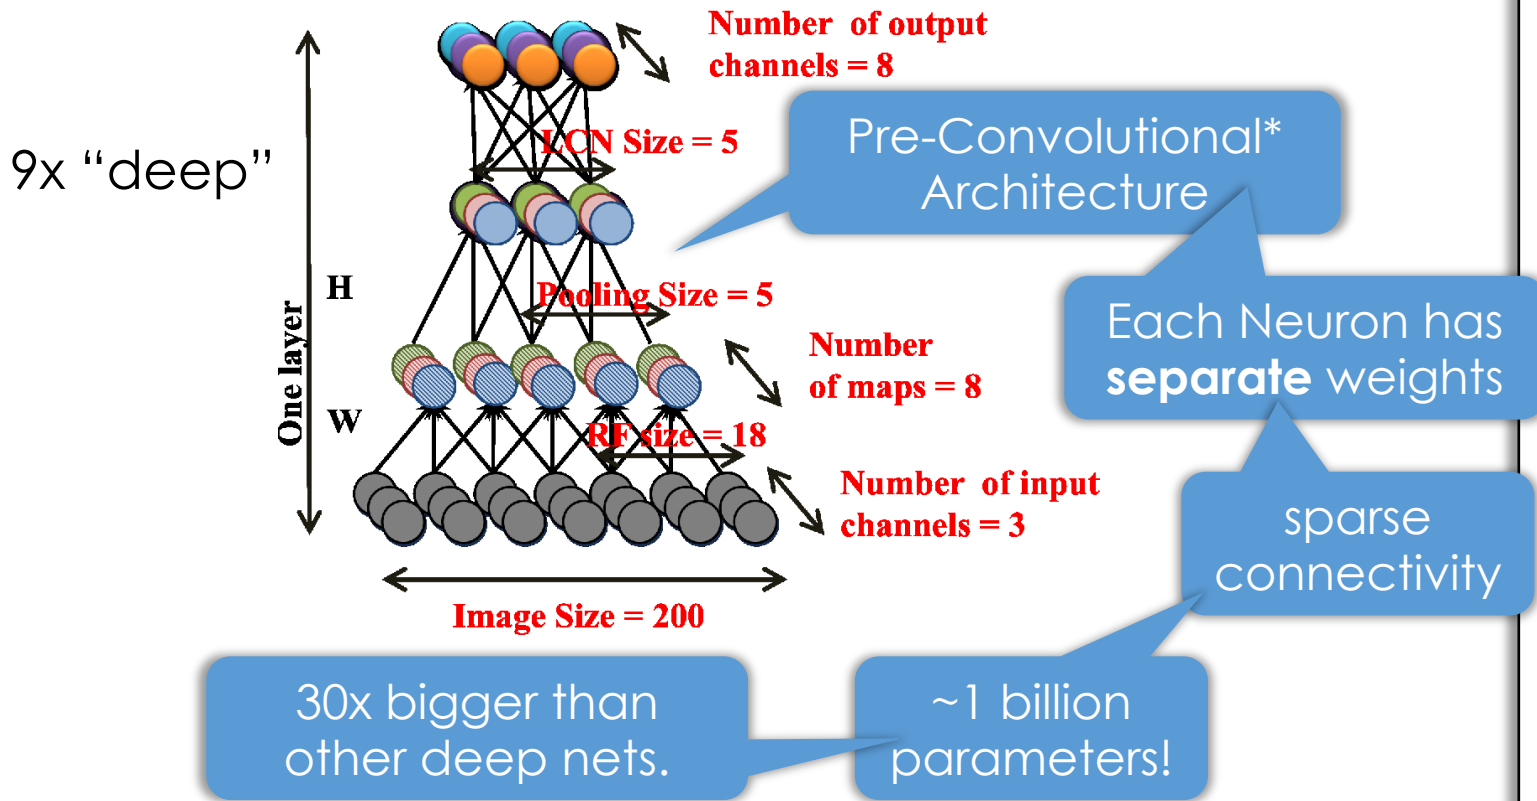 Number of output
channels = 8
9x “deep”
LCN Size = 5
Pre-Convolutional*
Architecture
One layer
H
Pooling Size = 5
Each Neuron has
separate weights
Number
of maps = 8
W
RF size = 18
Number of input
channels = 3
sparse
connectivity
Image Size = 200
30x bigger than
other deep nets.
~1 billion
parameters!